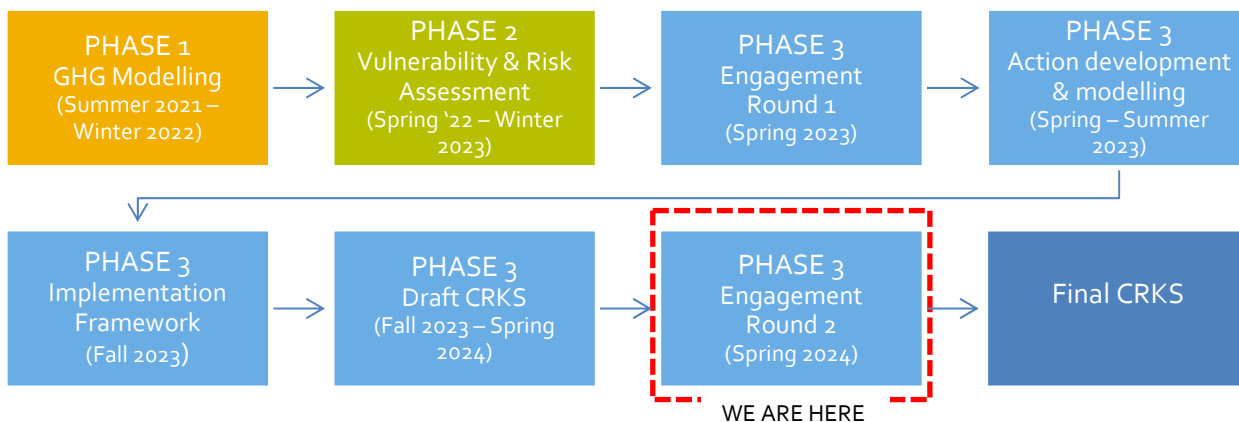 PHASE 1
GHG Modelling
(Summer 2021 –
Winter 2022)
PHASE 2
Vulnerability & Risk
Assessment
(Spring ‘22 – Winter
2023)
PHASE 3
Engagement
Round 1
(Spring 2023)
PHASE 3
Action development
& modelling
(Spring – Summer
2023)
PHASE 3
Implementation
Framework
(Fall 2023)
PHASE 3
Draft CRKS
(Fall 2023 – Spring
2024)
PHASE 3
Engagement
Round 2
(Spring 2024)
Final CRKS
WE ARE HERE